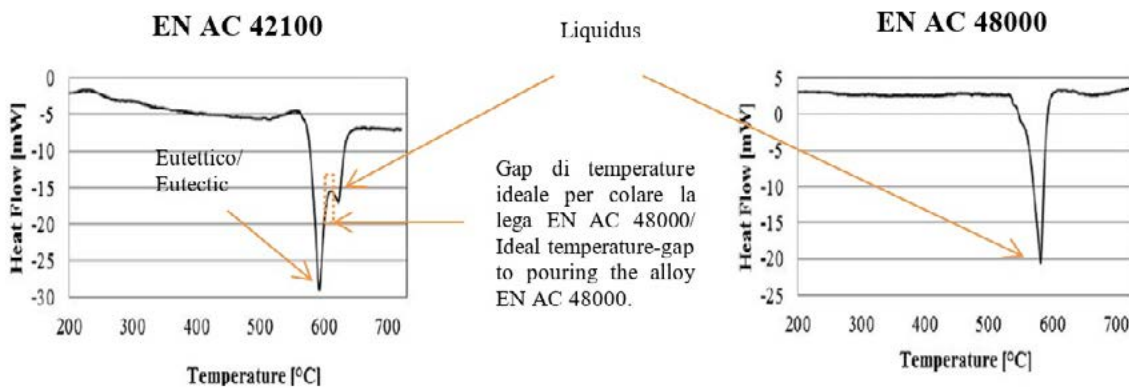 EN AC 42100
Liquidus
EN AC 48000
0
-5
-10
-15
-20
-25
-30
Heat Flow [mW]
200
300
400
500
600
700
Temperature [°C]
Eutettico/
Eutectic
Gap di temperature
ideale per colare la
lega EN AC 48000/
Ideal temperature-gap
to pouring the alloy
EN AC 48000.
5
0
-5
-10
-15
-20
-25
Heat Flow [mW]
200
300
400
500
600
700
Temperature [°C]